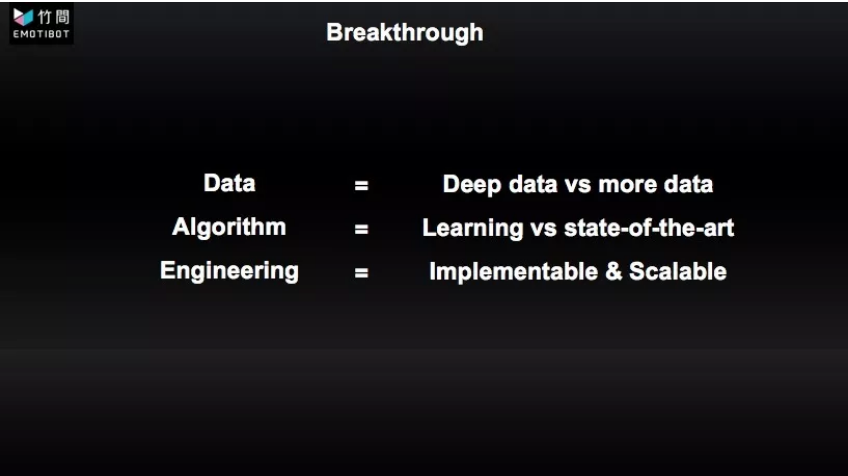 竹間
EMOTIBOT
Breakthrough
Data = Deep data vs more data
Algorithm = Learning vs state-of-the-art
Engineering = Implementable & Scalable